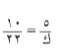 ١٠/٢٢ = ٥/ك